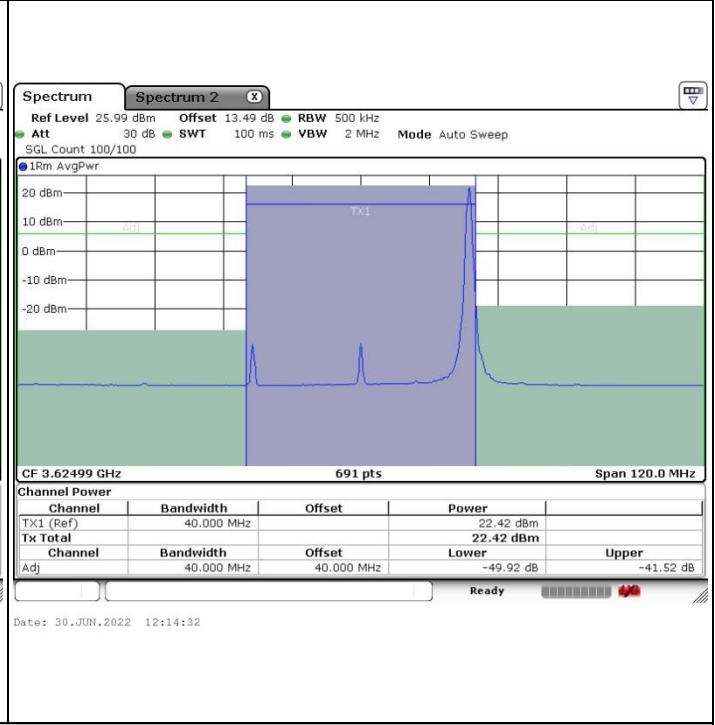 Spectrum Spectrum 2 X
Ref Level 25.99 dBm Offset 13.49 dB RBW 500 kHz
Att 30 dB SWT 100 ms VBW 2 MHz Mode Auto Sweep
SGL Count 100/100
1Rm AvgPwr
20 dBm
TX1
10 dBm
Adj Adj
0 dBm
-10 dBm
-20 dBm
CF 3.62499 GHz 691 pts Span 120.0 MHz
Channel Power
Channel Bandwidth Offset Power
TX1 (Ref) 40.000 MHz 22.42 dBm
Tx Total 22.42 dBm
Channel Bandwidth Offset Lower Upper
Adj 40.000 MHz 40.000 MHz -49.92 dB -41.52 dB
Ready
Date: 30.JUN.2022 12:14:32